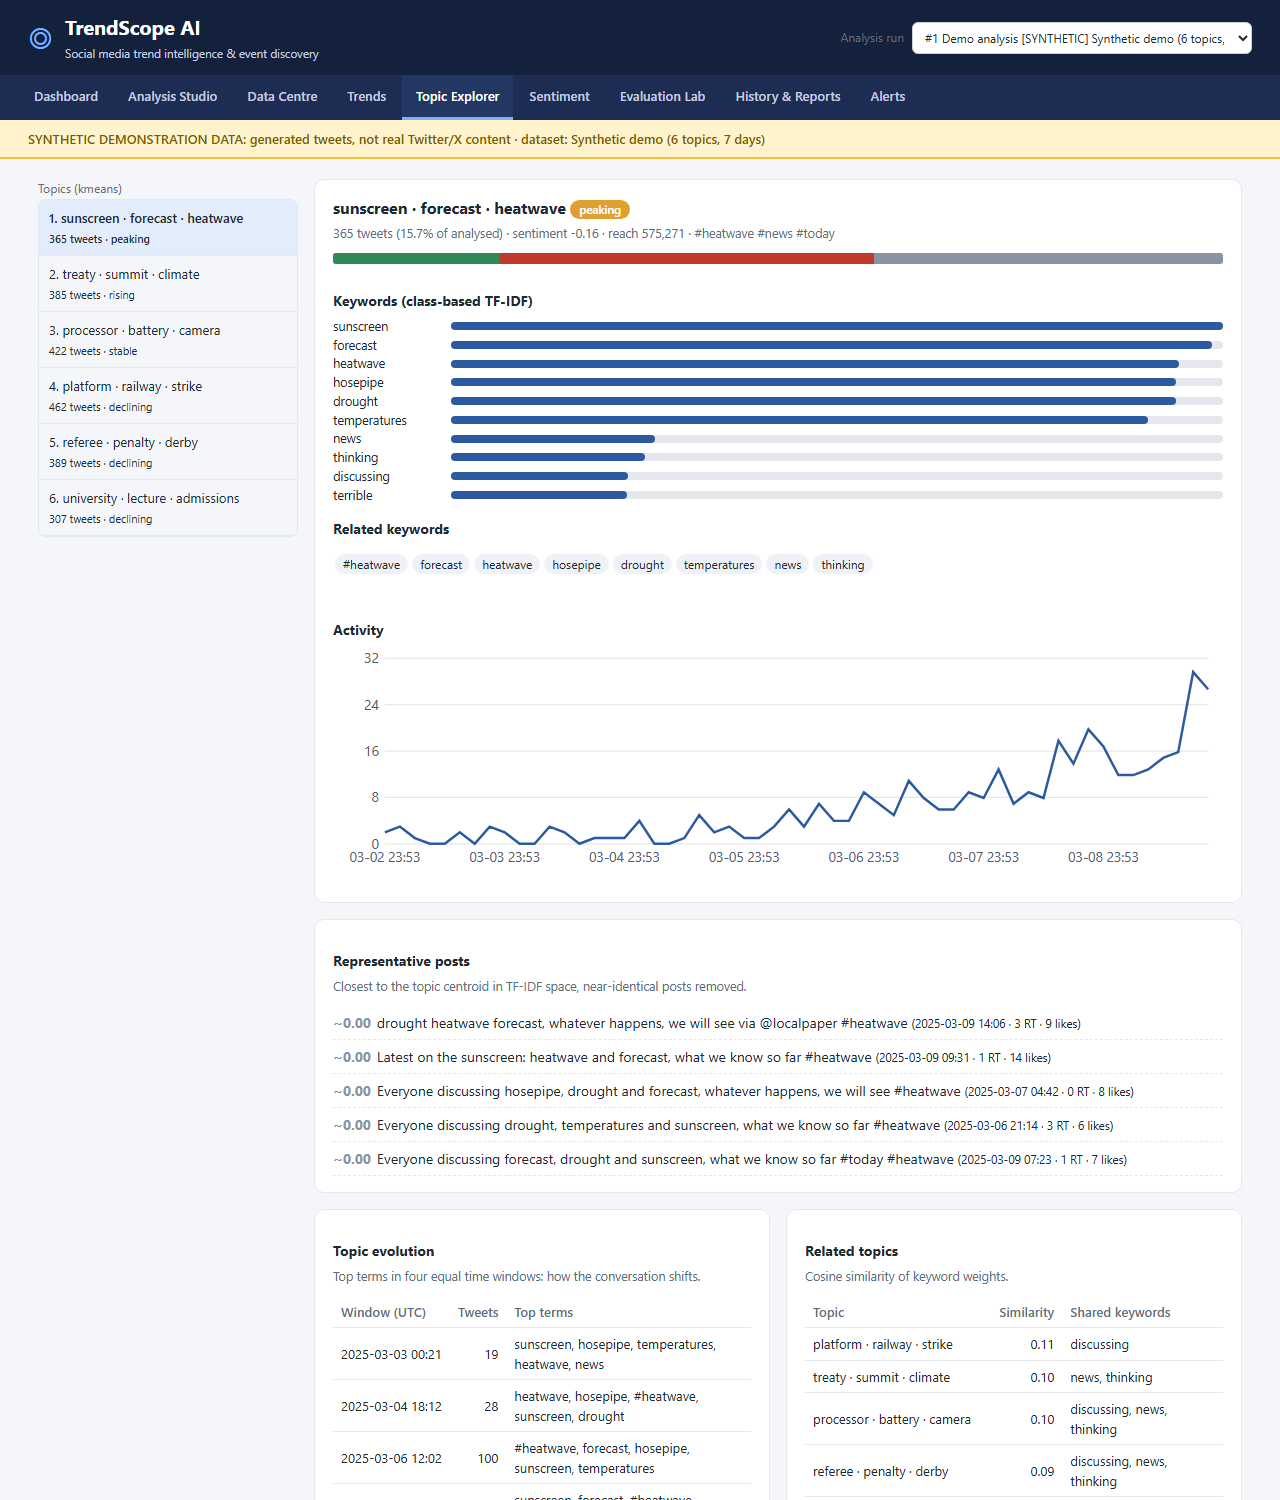 TrendScope AI
Social media trend intelligence & event discovery
Analysis run
#1 Demo analysis [SYNTHETIC] Synthetic demo (6 topics,
Dashboard
Analysis Studio
Data Centre
Trends
Topic Explorer
Sentiment
Evaluation Lab
History & Reports
Alerts
SYNTHETIC DEMONSTRATION DATA: generated tweets, not real Twitter/X content · dataset: Synthetic demo (6 topics, 7 days)
Topics (kmeans)
1. sunscreen · forecast · heatwave
365 tweets · peaking
2. treaty · summit · climate
385 tweets · rising
3. processor · battery · camera
422 tweets · stable
4. platform · railway · strike
462 tweets · declining
5. referee · penalty · derby
389 tweets · declining
6. university · lecture · admissions
307 tweets · declining
sunscreen · forecast · heatwave peaking
365 tweets (15.7% of analysed) · sentiment -0.16 · reach 575,271 · #heatwave #news #today
Keywords (class-based TF-IDF)
sunscreen
forecast
heatwave
hosepipe
drought
temperatures
news
thinking
discussing
terrible
Related keywords
#heatwave
forecast
heatwave
hosepipe
drought
temperatures
news
thinking
Activity
32
24
16
8
0
03-02 23:53
03-03 23:53
03-04 23:53
03-05 23:53
03-06 23:53
03-07 23:53
03-08 23:53
Representative posts
Closest to the topic centroid in TF-IDF space, near-identical posts removed.
~0.00 drought heatwave forecast, whatever happens, we will see via @localpaper #heatwave (2025-03-09 14:06 · 3 RT · 9 likes)
~0.00 Latest on the sunscreen: heatwave and forecast, what we know so far #heatwave (2025-03-09 09:31 · 1 RT · 14 likes)
~0.00 Everyone discussing hosepipe, drought and forecast, whatever happens, we will see #heatwave (2025-03-07 04:42 · 0 RT · 8 likes)
~0.00 Everyone discussing drought, temperatures and sunscreen, what we know so far #heatwave (2025-03-06 21:14 · 3 RT · 6 likes)
~0.00 Everyone discussing forecast, drought and sunscreen, what we know so far #today #heatwave (2025-03-09 07:23 · 1 RT · 7 likes)
Topic evolution
Top terms in four equal time windows: how the conversation shifts.
Window (UTC) Tweets Top terms
2025-03-03 00:21 19 sunscreen, hosepipe, temperatures,
heatwave, news
2025-03-04 18:12 28 heatwave, hosepipe, #heatwave,
sunscreen, drought
2025-03-06 12:02 100 #heatwave, forecast, hosepipe,
sunscreen, temperatures
sunscreen, forecast, #heatwave
Related topics
Cosine similarity of keyword weights.
Topic Similarity Shared keywords
platform · railway · strike 0.11 discussing
treaty · summit · climate 0.10 news, thinking
processor · battery · camera 0.10 discussing, news,
thinking
referee · penalty · derby 0.09 discussing, news,
thinking